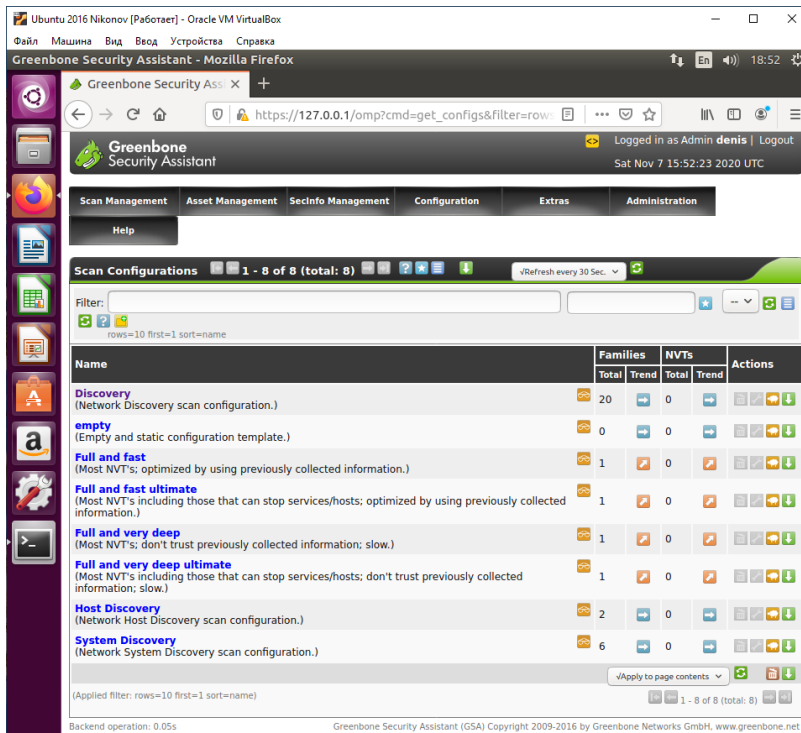 Ubuntu 2016 Nikonov [Работает] - Oracle VM VirtualBox
Файл Машина Вид Ввод Устройства Справка
Greenbone Security Assistant - Mozilla Firefox
En 18:52
Greenbone Security Assi
https://127.0.0.1/omp?cmd=get_configs&filter=rows
Greenbone
Security Assistant
Logged in as Admin denis | Logout
Sat Nov 7 15:52:23 2020 UTC
Scan Management Asset Management SecInfo Management Configuration Extras Administration
Help
Scan Configurations 1 - 8 of 8 (total: 8) √Refresh every 30 Sec.
Filter: --
rows=10 first=1 sort=name
Name Families NVTs Actions
Total Trend Total Trend
Discovery
(Network Discovery scan configuration.) 20 0
empty
(Empty and static configuration template.) 0 0
Full and fast
(Most NVT's; optimized by using previously collected information.) 1 0
Full and fast ultimate
(Most NVT's including those that can stop services/hosts; optimized by using previously collected
information.) 1 0
Full and very deep
(Most NVT's; don't trust previously collected information; slow.) 1 0
Full and very deep ultimate
(Most NVT's including those that can stop services/hosts; don't trust previously collected
information; slow.) 1 0
Host Discovery
(Network Host Discovery scan configuration.) 2 0
System Discovery
(Network System Discovery scan configuration.) 6 0
√Apply to page contents
(Applied filter: rows=10 first=1 sort=name) 1 - 8 of 8 (total: 8)
Backend operation: 0.05s Greenbone Security Assistant (GSA) Copyright 2009-2016 by Greenbone Networks GmbH, www.greenbone.net